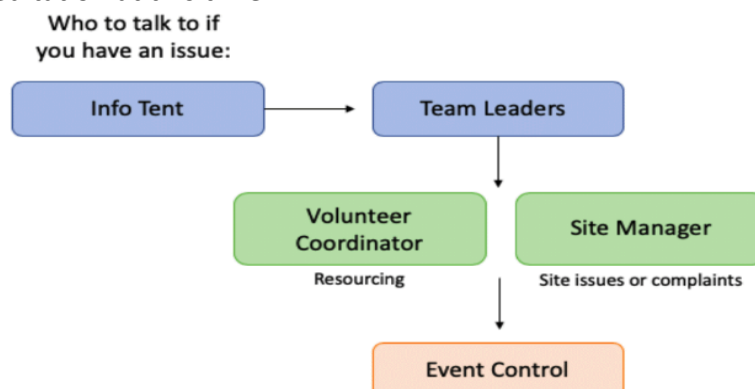 Who to talk to if
you have an issue:
Info Tent
Team Leaders
Volunteer
Coordinator
Site Manager
Resourcing
Site issues or complaints
Event Control